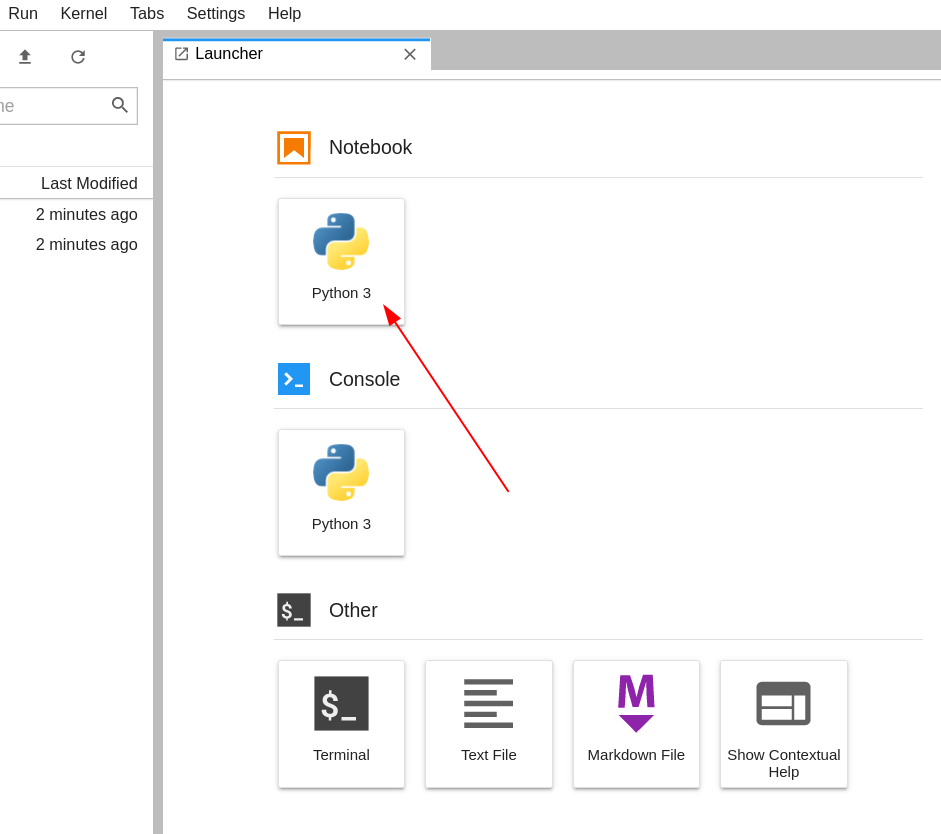 Run Kernel Tabs Settings Help
Launcher
ne
Last Modified
2 minutes ago
2 minutes ago
Notebook
Python 3
Console
Python 3
$_ Other
$_
Terminal
Text File
M
Markdown File
Show Contextual
Help